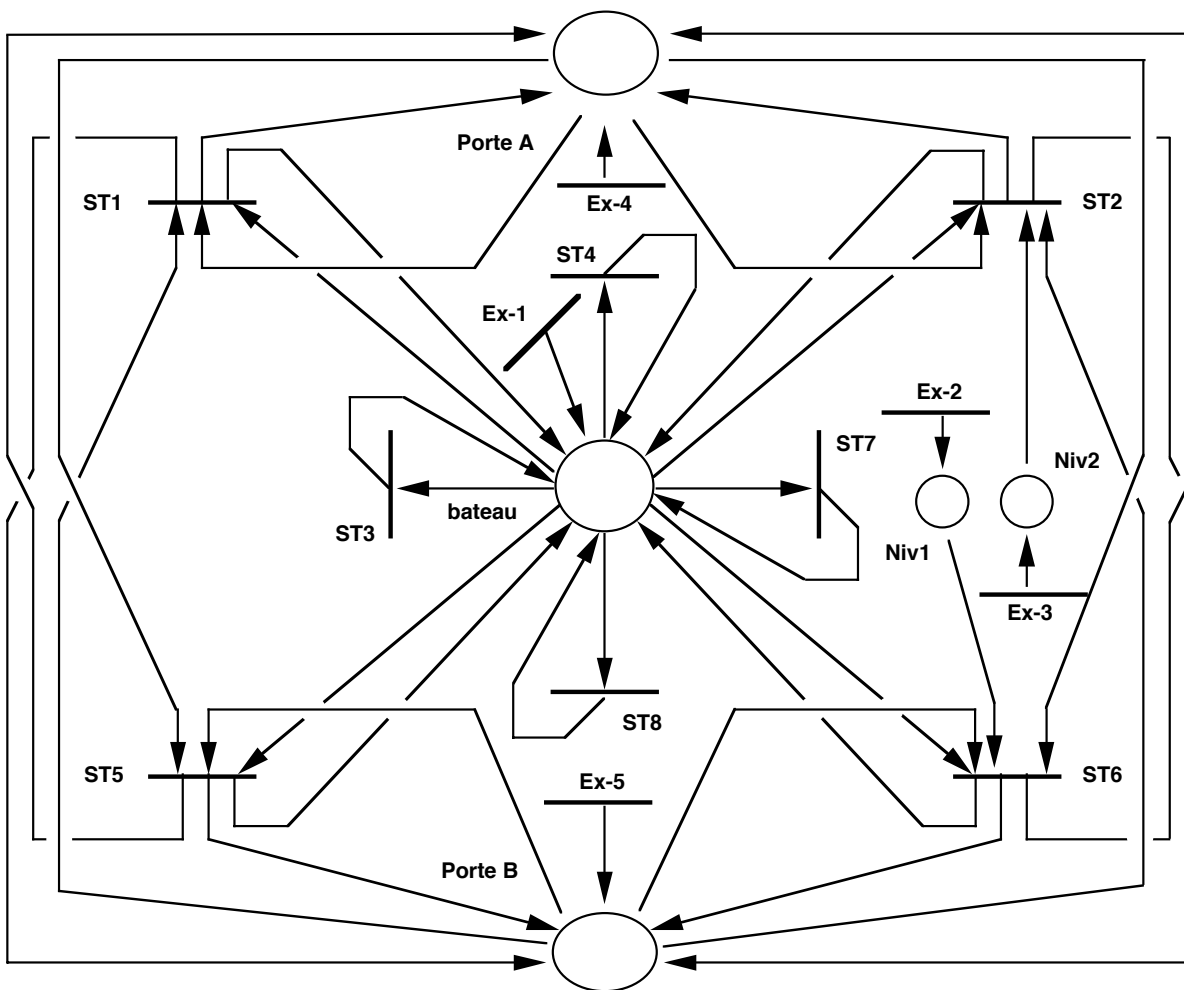 Porte A
Ex-4
ST1
ST2
ST4
Ex-1
Ex-2
ST7
Niv2
bateau
ST3
Niv1
Ex-3
ST8
ST5
ST6
Ex-5
Porte B